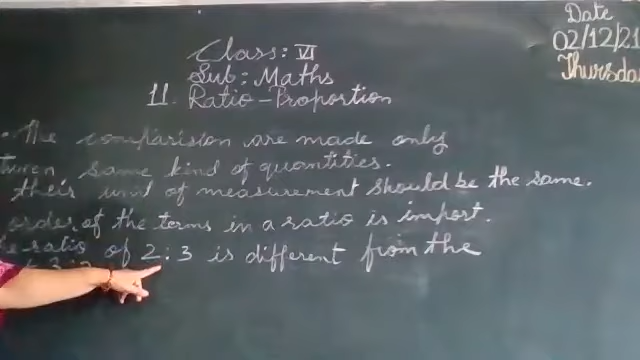 Date
02/12/21
Thursda
Class: VI
Sub: Maths
11. Ratio - Proportion
. The comparision are made only
tween same kind of quantities.
their unit of measurement should be the same.
order of the terms in a ratio is import.
e ratio of 2:3 is different from the